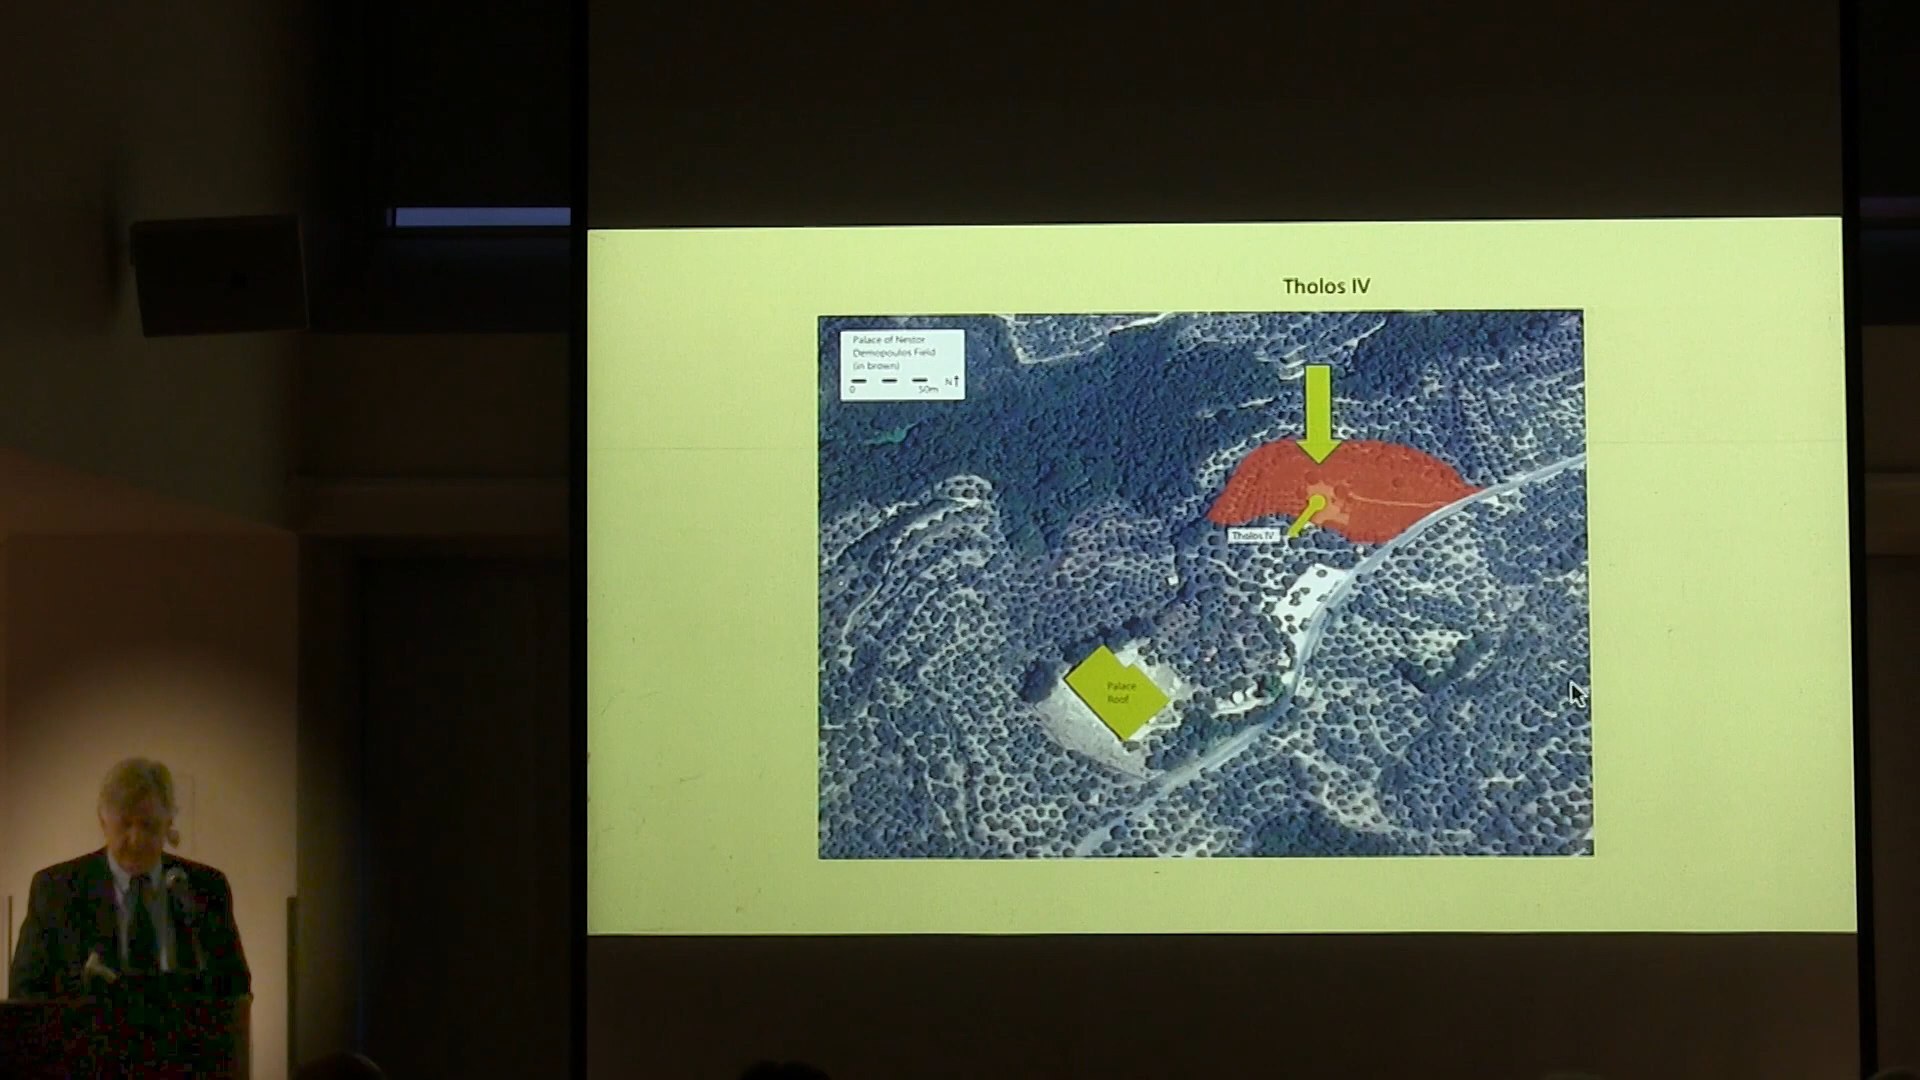 Tholos IV
Palace of Nestor
Demopoulos Field
(in brown)
N
0 50m
Tholos IV
Palace
Roof